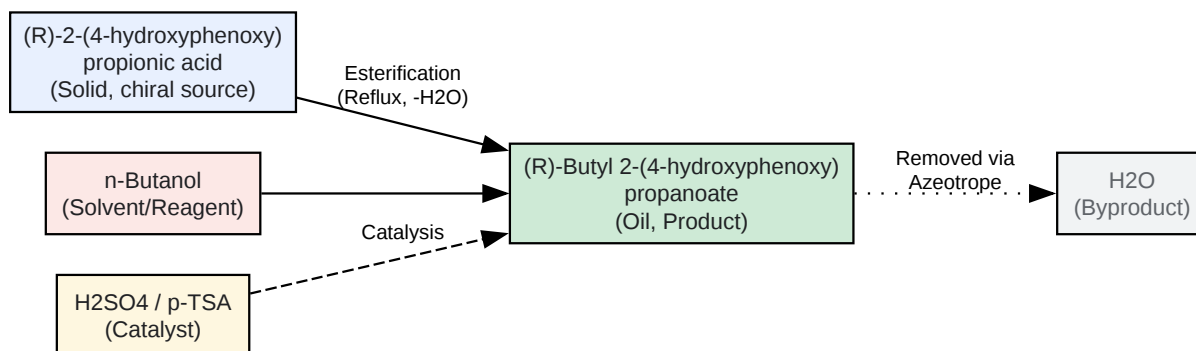 (R)-2-(4-hydroxyphenoxy)
propionic acid
(Solid, chiral source)
Esterification
(Reflux, -H2O)
n-Butanol
(Solvent/Reagent)
(R)-Butyl 2-(4-hydroxyphenoxy)
propanoate
(Oil, Product)
Removed via
Azeotrope
H2O
(Byproduct)
Catalysis
H2SO4 / p-TSA
(Catalyst)